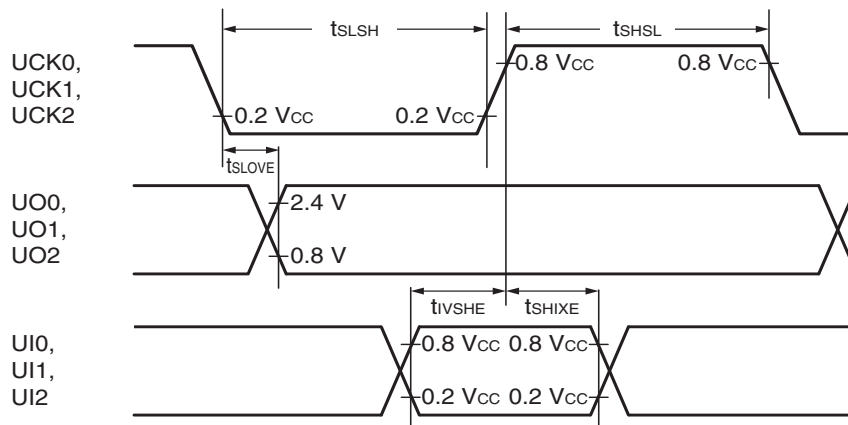 tSLSH tSHSL
UCK0,
UCK1,
UCK2
0.8 VCC 0.8 VCC
0.2 VCC 0.2 VCC
tSLOVE
UO0,
UO1,
UO2
2.4 V
0.8 V
tIVSHE tSHIXE
UI0,
UI1,
UI2
0.8 VCC 0.8 VCC
0.2 VCC 0.2 VCC